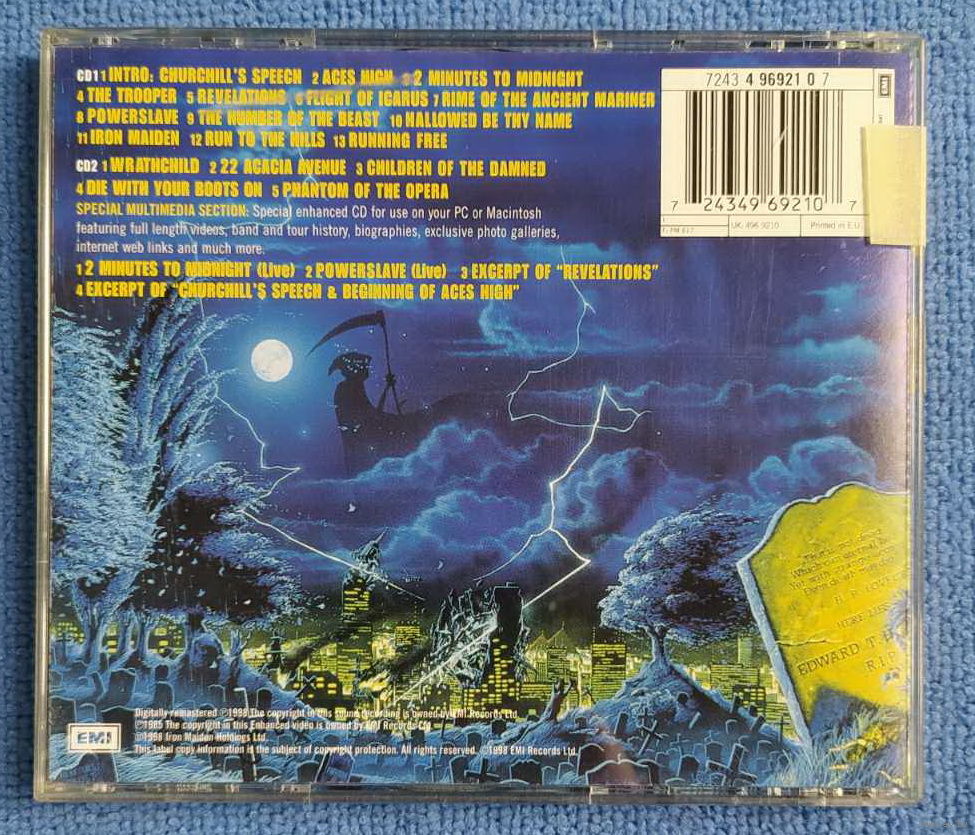 CD1 1 INTRO: CHURCHILL'S SPEECH 2 ACES HIGH 3 2 MINUTES TO MIDNIGHT
4 THE TROOPER 5 REVELATIONS 6 FLIGHT OF ICARUS 7 RIME OF THE ANCIENT MARINER
8 POWERSLAVE 9 THE NUMBER OF THE BEAST 10 HALLOWED BE THY NAME
11 IRON MAIDEN 12 RUN TO THE HILLS 13 RUNNING FREE
CD2 1 WRATHCHILD 2 22 ACACIA AVENUE 3 CHILDREN OF THE DAMNED
4 DIE WITH YOUR BOOTS ON 5 PHANTOM OF THE OPERA
SPECIAL MULTIMEDIA SECTION: Special enhanced CD for use on your PC or Macintosh
featuring full length videos, band and tour history, biographies, exclusive photo galleries,
internet web links and much more.
1 2 MINUTES TO MIDNIGHT (Live) 2 POWERSLAVE (Live) 3 EXCERPT OF "REVELATIONS"
4 EXCERPT OF "CHURCHILL'S SPEECH & BEGINNING OF ACES HIGH"
7243 4 96921 0 7
EMI
7 24349 69210 7
UK: 496 9210
Printed in E.U.
HERE LIES
EDWARD T
R.I.P.
EMI
Digitally remastered ℗1998 The copyright in this sound recording is owned by EMI Records Ltd.
℗1985 The copyright in this Enhanced video is owned by EMI Records Ltd.
©1998 Iron Maiden Holdings Ltd.
This label copy information is the subject of copyright protection. All rights reserved. ©1998 EMI Records Ltd.